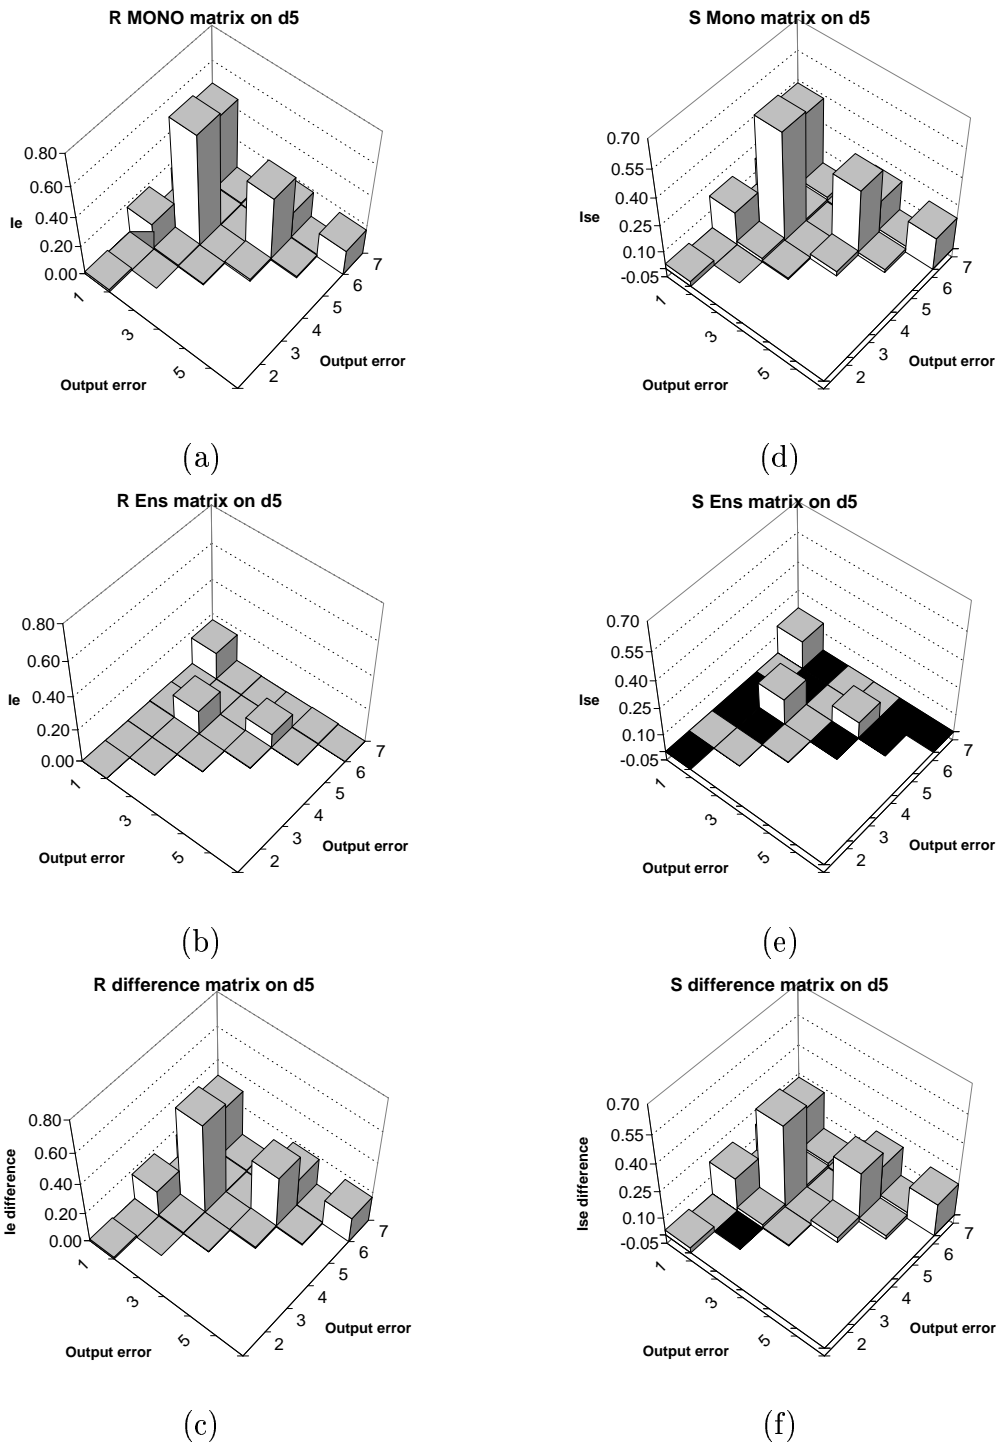 R MONO matrix on d5
0.80
0.60
0.40
0.20
0.00
Ie
1
3
5
Output error
2
3
4
5
6
7
Output error
(a)
S Mono matrix on d5
0.70
0.55
0.40
0.25
0.10
-0.05
Ise
1
3
5
Output error
2
3
4
5
6
7
Output error
(d)
R Ens matrix on d5
0.80
0.60
0.40
0.20
0.00
Ie
1
3
5
Output error
2
3
4
5
6
7
Output error
(b)
S Ens matrix on d5
0.70
0.55
0.40
0.25
0.10
-0.05
Ise
1
3
5
Output error
2
3
4
5
6
7
Output error
(e)
R difference matrix on d5
0.80
0.60
0.40
0.20
0.00
Ie difference
1
3
5
Output error
2
3
4
5
6
7
Output error
(c)
S difference matrix on d5
0.70
0.55
0.40
0.25
0.10
-0.05
Ise difference
1
3
5
Output error
2
3
4
5
6
7
Output error
(f)